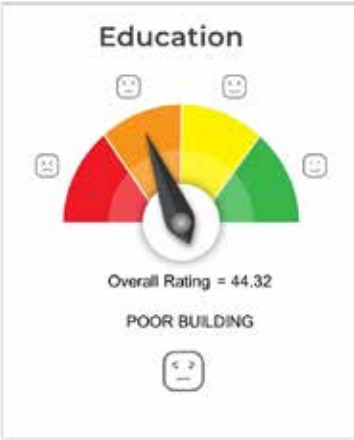 Education
Overall Rating = 44.32
POOR BUILDING